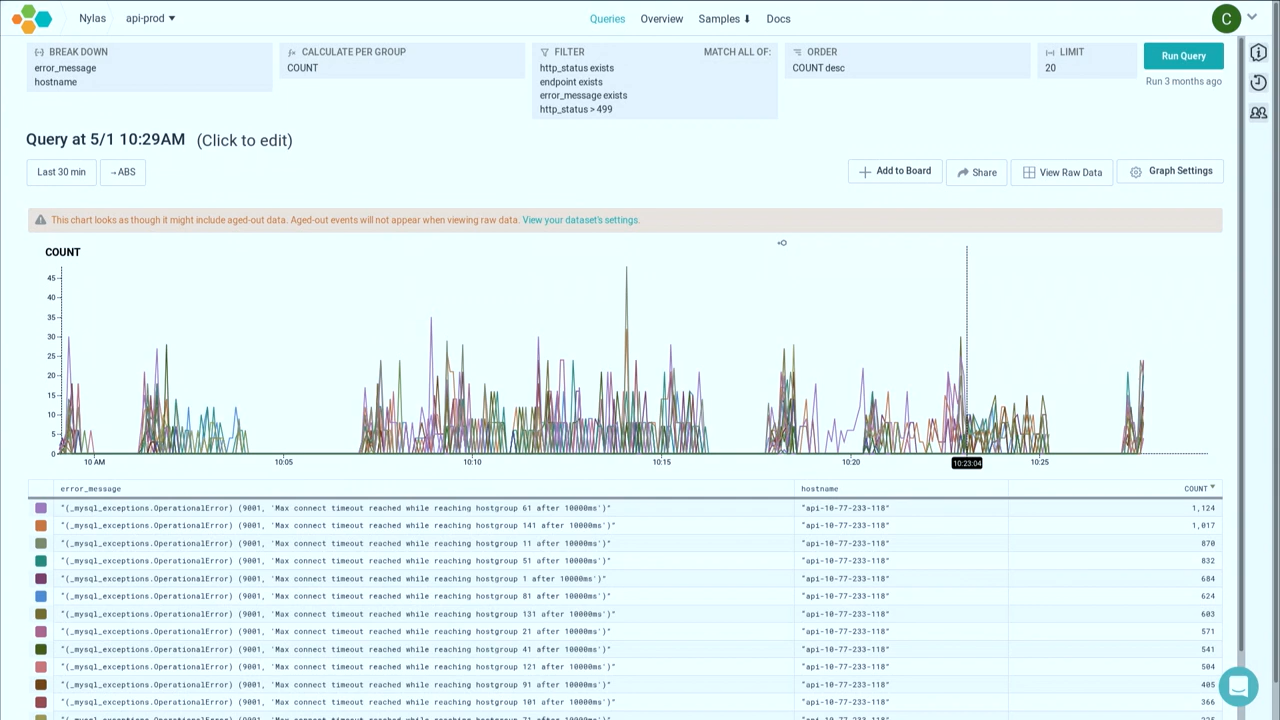 Nylas
api-prod
Queries
Overview
Samples
Docs
C
BREAK DOWN
error_message
hostname
CALCULATE PER GROUP
COUNT
FILTER
MATCH ALL OF:
http_status exists
endpoint exists
error_message exists
http_status > 499
ORDER
COUNT desc
LIMIT
20
Run Query
Run 3 months ago
Query at 5/1 10:29AM (Click to edit)
Last 30 min
→ABS
Add to Board
Share
View Raw Data
Graph Settings
This chart looks as though it might include aged-out data. Aged-out events will not appear when viewing raw data. View your dataset's settings.
COUNT
45
40
35
30
25
20
15
10
5
0
10 AM
10:05
10:10
10:15
10:20
10:23:04
10:25
error_message hostname COUNT
"(_mysql_exceptions.OperationalError) (9001, 'Max connect timeout reached while reaching hostgroup 61 after 10000ms')" "api-10-77-233-118" 1,124
"(_mysql_exceptions.OperationalError) (9001, 'Max connect timeout reached while reaching hostgroup 141 after 10000ms')" "api-10-77-233-118" 1,017
"(_mysql_exceptions.OperationalError) (9001, 'Max connect timeout reached while reaching hostgroup 11 after 10000ms')" "api-10-77-233-118" 870
"(_mysql_exceptions.OperationalError) (9001, 'Max connect timeout reached while reaching hostgroup 51 after 10000ms')" "api-10-77-233-118" 832
"(_mysql_exceptions.OperationalError) (9001, 'Max connect timeout reached while reaching hostgroup 1 after 10000ms')" "api-10-77-233-118" 684
"(_mysql_exceptions.OperationalError) (9001, 'Max connect timeout reached while reaching hostgroup 81 after 10000ms')" "api-10-77-233-118" 624
"(_mysql_exceptions.OperationalError) (9001, 'Max connect timeout reached while reaching hostgroup 131 after 10000ms')" "api-10-77-233-118" 603
"(_mysql_exceptions.OperationalError) (9001, 'Max connect timeout reached while reaching hostgroup 21 after 10000ms')" "api-10-77-233-118" 571
"(_mysql_exceptions.OperationalError) (9001, 'Max connect timeout reached while reaching hostgroup 41 after 10000ms')" "api-10-77-233-118" 541
"(_mysql_exceptions.OperationalError) (9001, 'Max connect timeout reached while reaching hostgroup 121 after 10000ms')" "api-10-77-233-118" 504
"(_mysql_exceptions.OperationalError) (9001, 'Max connect timeout reached while reaching hostgroup 91 after 10000ms')" "api-10-77-233-118" 405
"(_mysql_exceptions.OperationalError) (9001, 'Max connect timeout reached while reaching hostgroup 101 after 10000ms')" "api-10-77-233-118" 366